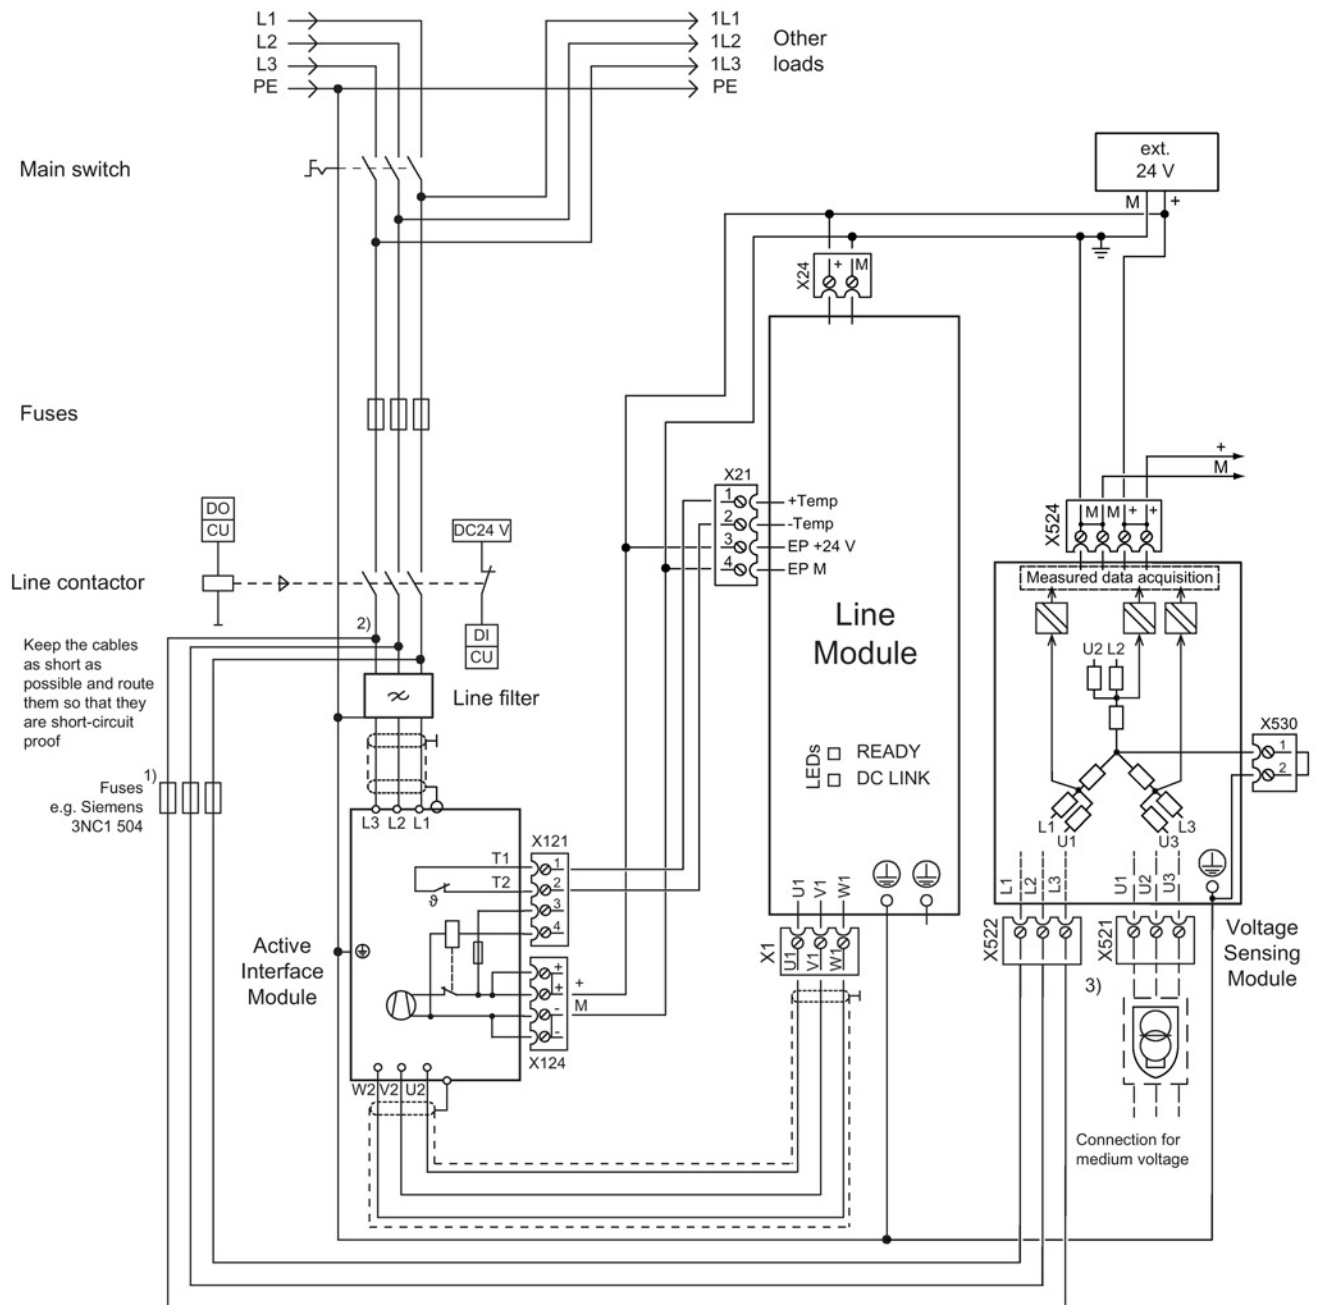 L1 1L1
L2 1L2
L3 1L3
PE PE
Other
loads
Main switch
ext.
24 V
M +
X24
+ M
Fuses
+
M
X21
1 +Temp
2 -Temp
3 EP +24 V
4 EP M
X524
M M + +
DO
CU
DC24 V
Line contactor
Measured data acquisition
Line
Module
2)
DI
CU
Keep the cables
as short as
possible and route
them so that they
are short-circuit
proof
Line filter
U2 L2
X530
1
2
LEDs
READY
DC LINK
1)
Fuses
e.g. Siemens
3NC1 504
L3 L2 L1
L1
U1
L3
U3
X121
T1 1
T2 2
3
4
ϑ
U1 V1 W1
L1 L2 L3
U1 U2 U3
X1
U1 V1 W1
X522
X521
Voltage
Sensing
Module
Active
Interface
Module
+
+
-
-
+
M
X124
3)
W2 V2 U2
Connection for
medium voltage